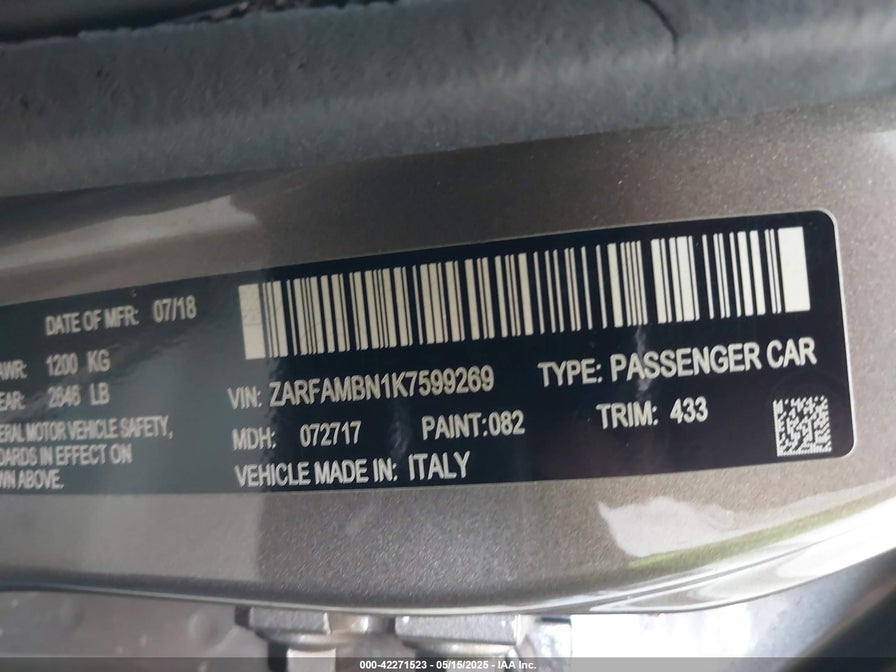 DATE OF MFR: 07/18
AWR: 1200 KG
EAR: 2646 LB
ERAL MOTOR VEHICLE SAFETY,
DARDS IN EFFECT ON
WN ABOVE.
VIN: ZARFAMBN1K7599269 TYPE: PASSENGER CAR
MDH: 072717 PAINT:082 TRIM: 433
VEHICLE MADE IN: ITALY
000-42271523 - 05/15/2025 - IAA Inc.